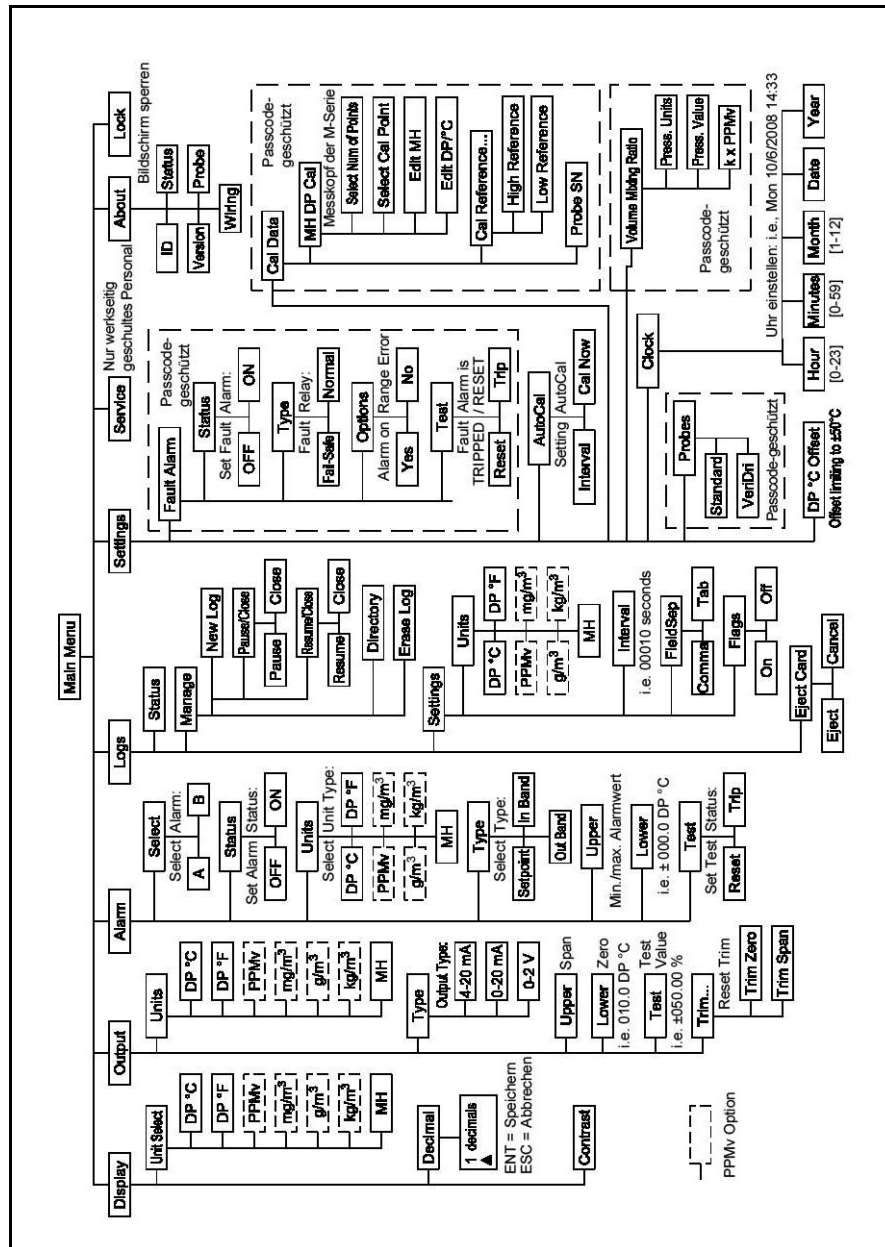 Main Menu
Display
Unit Select
DP °C
DP °F
PPMv
mg/m³
g/m³
kg/m³
MH
Decimal
1 decimals
▲
ENT = Speichern
ESC = Abbrechen
Contrast
Output
Units
DP °C
DP °F
PPMv
mg/m³
g/m³
kg/m³
MH
Type
Output Type:
4-20 mA
0-20 mA
0-2 V
Upper Span
Lower Zero
i.e. 010.0 DP °C
Test Test Value
i.e. ±050.00 %
Trim...
Reset Trim
Trim Zero
Trim Span
Alarm
Select
Select Alarm:
A B
Status
Set Alarm Status:
OFF ON
Units
Select Unit Type:
DP °C DP °F
PPMv mg/m³
g/m³ kg/m³
MH
Type
Select Type:
Setpoint In Band
Out Band
Upper
Min./max. Alarmwert
Lower
i.e. ± 000.0 DP °C
Test
Set Test Status:
Reset Trip
Logs
Status
Manage
New Log
Pause/Close
Pause Close
Resume/Close
Resume Close
Directory
Erase Log
Settings
Units
DP °C DP °F
PPMv mg/m³
g/m³ kg/m³
MH
Interval
i.e. 00010 seconds
FieldSep
Comma Tab
Flags
On Off
Eject Card
Eject Cancel
Settings
Fault Alarm
Passcode-
geschützt
Status
Set Fault Alarm:
OFF ON
Type
Fault Relay:
Fail-Safe Normal
Options
Alarm on Range Error
Yes No
Test
Fault Alarm is
TRIPPED / RESET
Reset Trip
AutoCal
Setting AutoCal
Interval Cal Now
Clock
Uhr einstellen: i.e., Mon 10/6/2008 14:33
Hour Minutes Month Date Year
[0-23] [0-59] [1-12]
Probes
Standard
VeriDri
Passcode-geschützt
DP °C Offset
Offset limiting to ±50°C
Cal Data
Passcode-
geschützt
MH DP Cal
Messkopf der M-Serie
Select Num of Points
Select Cal Point
Edit MH
Edit DP/°C
Cal Reference...
High Reference
Low Reference
Probe SN
Volume Mixing Ratio
Press. Units
Press. Value
k x PPMv
Passcode-
geschützt
Service
Nur werkseitig
geschultes Personal
About
ID Status
Version Probe
Wiring
Lock
Bildschirm sperren
PPMv Option